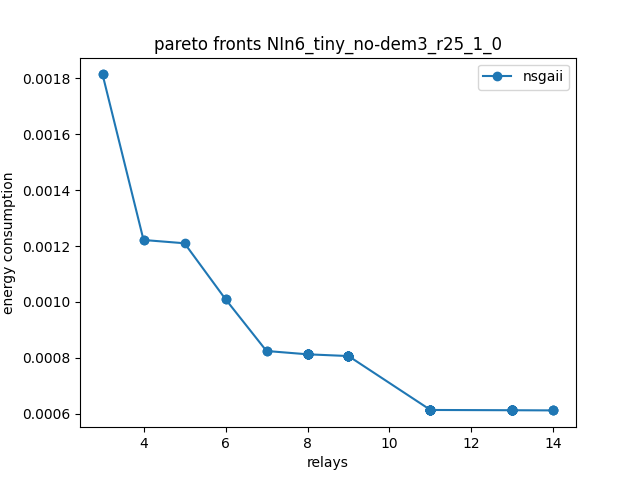 pareto fronts NIn6_tiny_no-dem3_r25_1_0
nsgaii
energy consumption
0.0018
0.0016
0.0014
0.0012
0.0010
0.0008
0.0006
4 6 8 10 12 14
relays